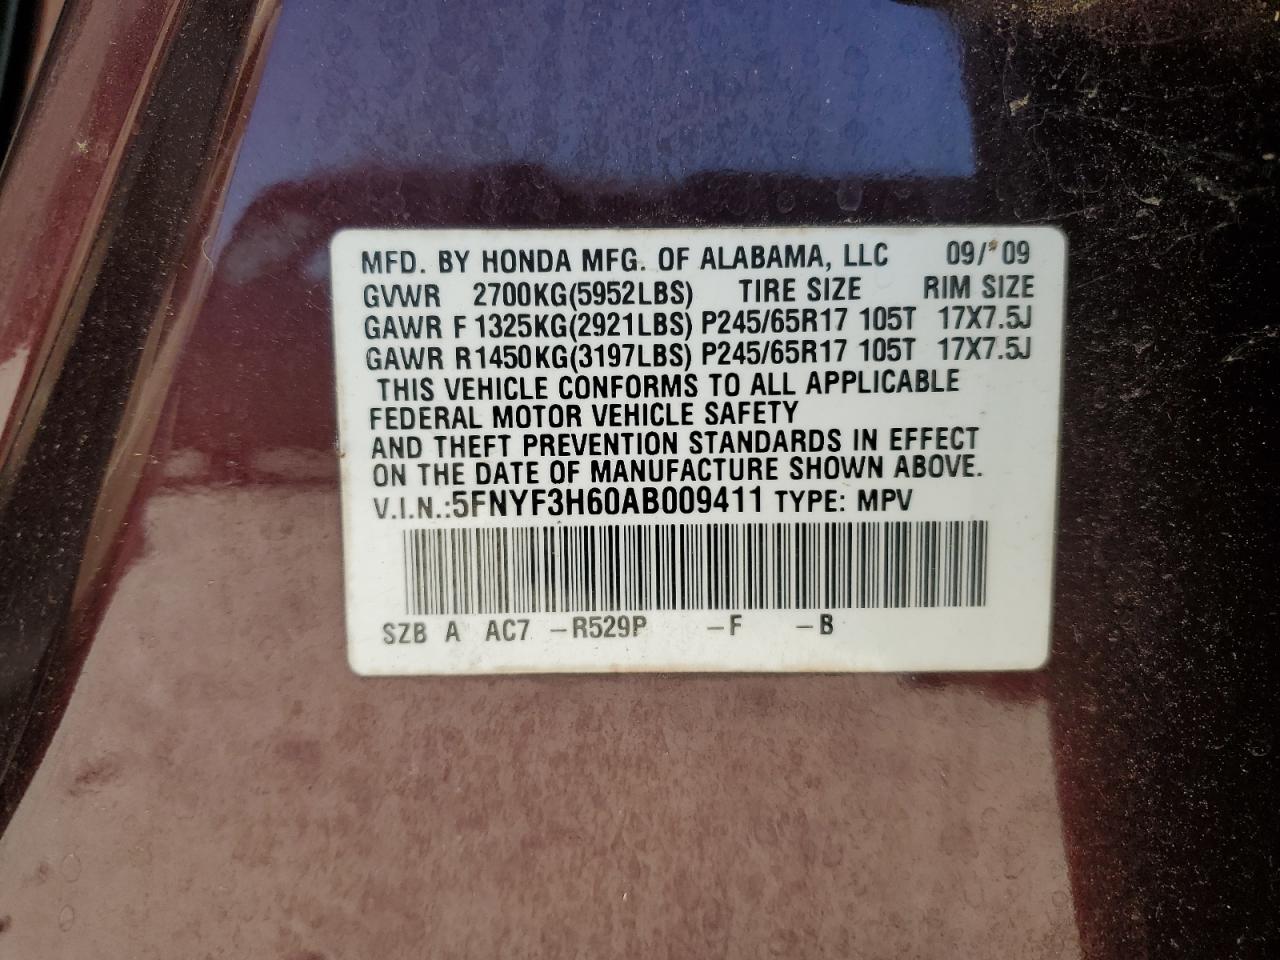 MFD. BY HONDA MFG. OF ALABAMA, LLC 09/'09
GVWR 2700KG(5952LBS) TIRE SIZE RIM SIZE
GAWR F 1325KG(2921LBS) P245/65R17 105T 17X7.5J
GAWR R 1450KG(3197LBS) P245/65R17 105T 17X7.5J
THIS VEHICLE CONFORMS TO ALL APPLICABLE
FEDERAL MOTOR VEHICLE SAFETY
AND THEFT PREVENTION STANDARDS IN EFFECT
ON THE DATE OF MANUFACTURE SHOWN ABOVE.
V.I.N.:5FNYF3H60AB009411 TYPE: MPV
SZB A AC7 -R529P -F -B